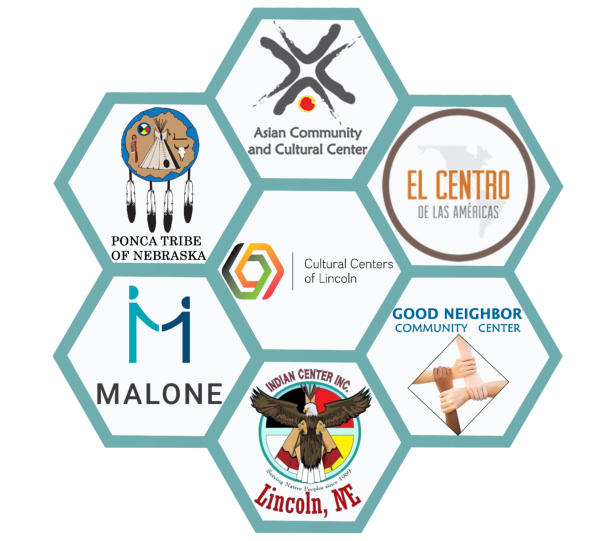 Asian Community
and Cultural Center
PONCA TRIBE
OF NEBRASKA
EL CENTRO
DE LAS AMÉRICAS
Cultural Centers
of Lincoln
MALONE
GOOD NEIGHBOR
COMMUNITY CENTER
INDIAN CENTER INC.
Serving Native Peoples since 1969
Lincoln, NE